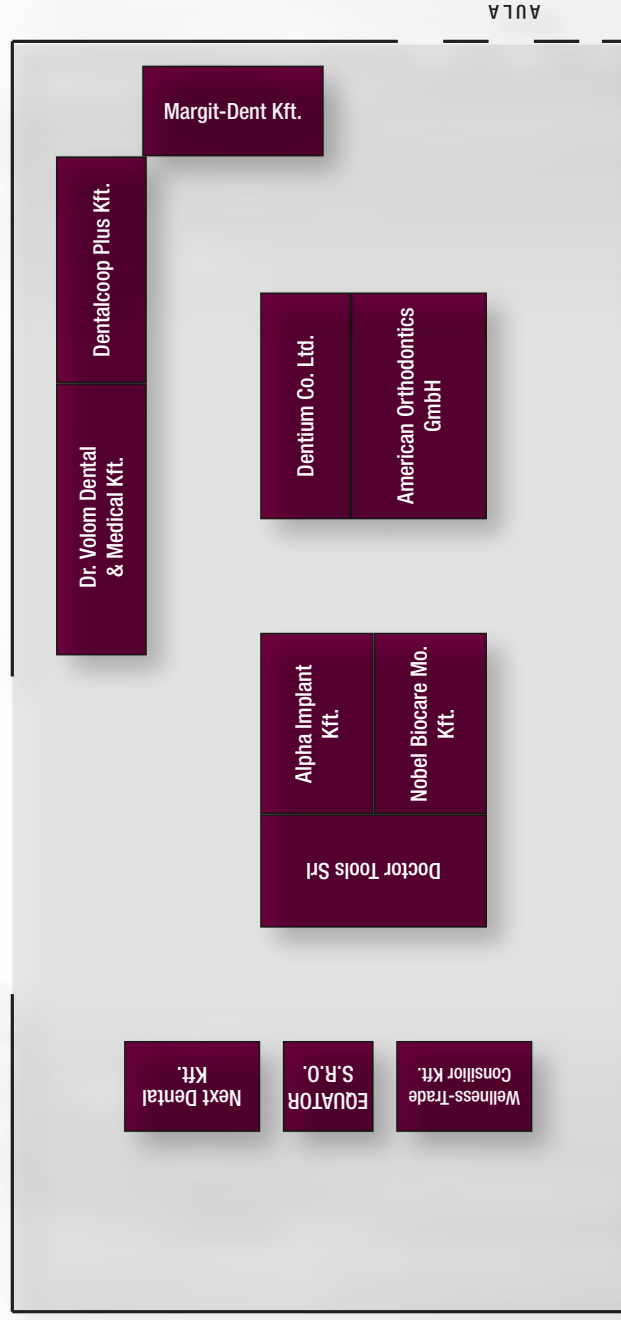 AULA
Margit-Dent Kft.
Dentalcoop Plus Kft.
Dr. Volom Dental
& Medical Kft.
Dentium Co. Ltd.
American Orthodontics
GmbH
Alpha Implant
Kft.
Nobel Biocare Mo.
Kft.
Doctor Tools Srl
Next Dental
Kft.
EQUATOR
S.R.O.
Wellness-Trade
Consilior Kft.